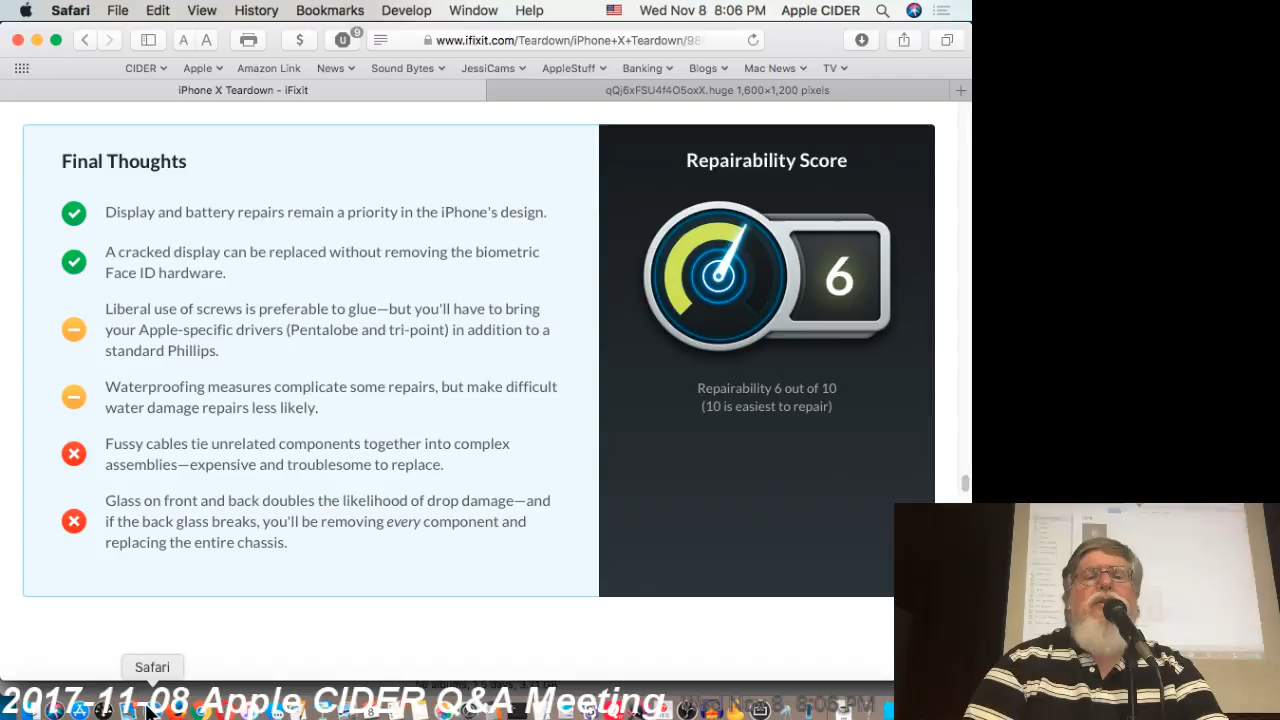 Safari File Edit View History Bookmarks Develop Window Help Wed Nov 8 8:06 PM Apple CIDER
A A $ u 9 www.ifixit.com/Teardown/iPhone+X+Teardown/98
CIDER Apple Amazon Link News Sound Bytes JessiCams AppleStuff Banking Blogs Mac News TV
iPhone X Teardown - iFixit qQj6xFSU4f4O5oxX.huge 1,600×1,200 pixels
Final Thoughts
Display and battery repairs remain a priority in the iPhone's design.
A cracked display can be replaced without removing the biometric
Face ID hardware.
Liberal use of screws is preferable to glue—but you'll have to bring
your Apple-specific drivers (Pentalobe and tri-point) in addition to a
standard Phillips.
Waterproofing measures complicate some repairs, but make difficult
water damage repairs less likely.
Fussy cables tie unrelated components together into complex
assemblies—expensive and troublesome to replace.
Glass on front and back doubles the likelihood of drop damage—and
if the back glass breaks, you'll be removing every component and
replacing the entire chassis.
Repairability Score
6
Repairability 6 out of 10
(10 is easiest to repair)
Safari
2017-11-08 Apple CIDER Q&A Meeting Wed Nov 8, 8:06 PM